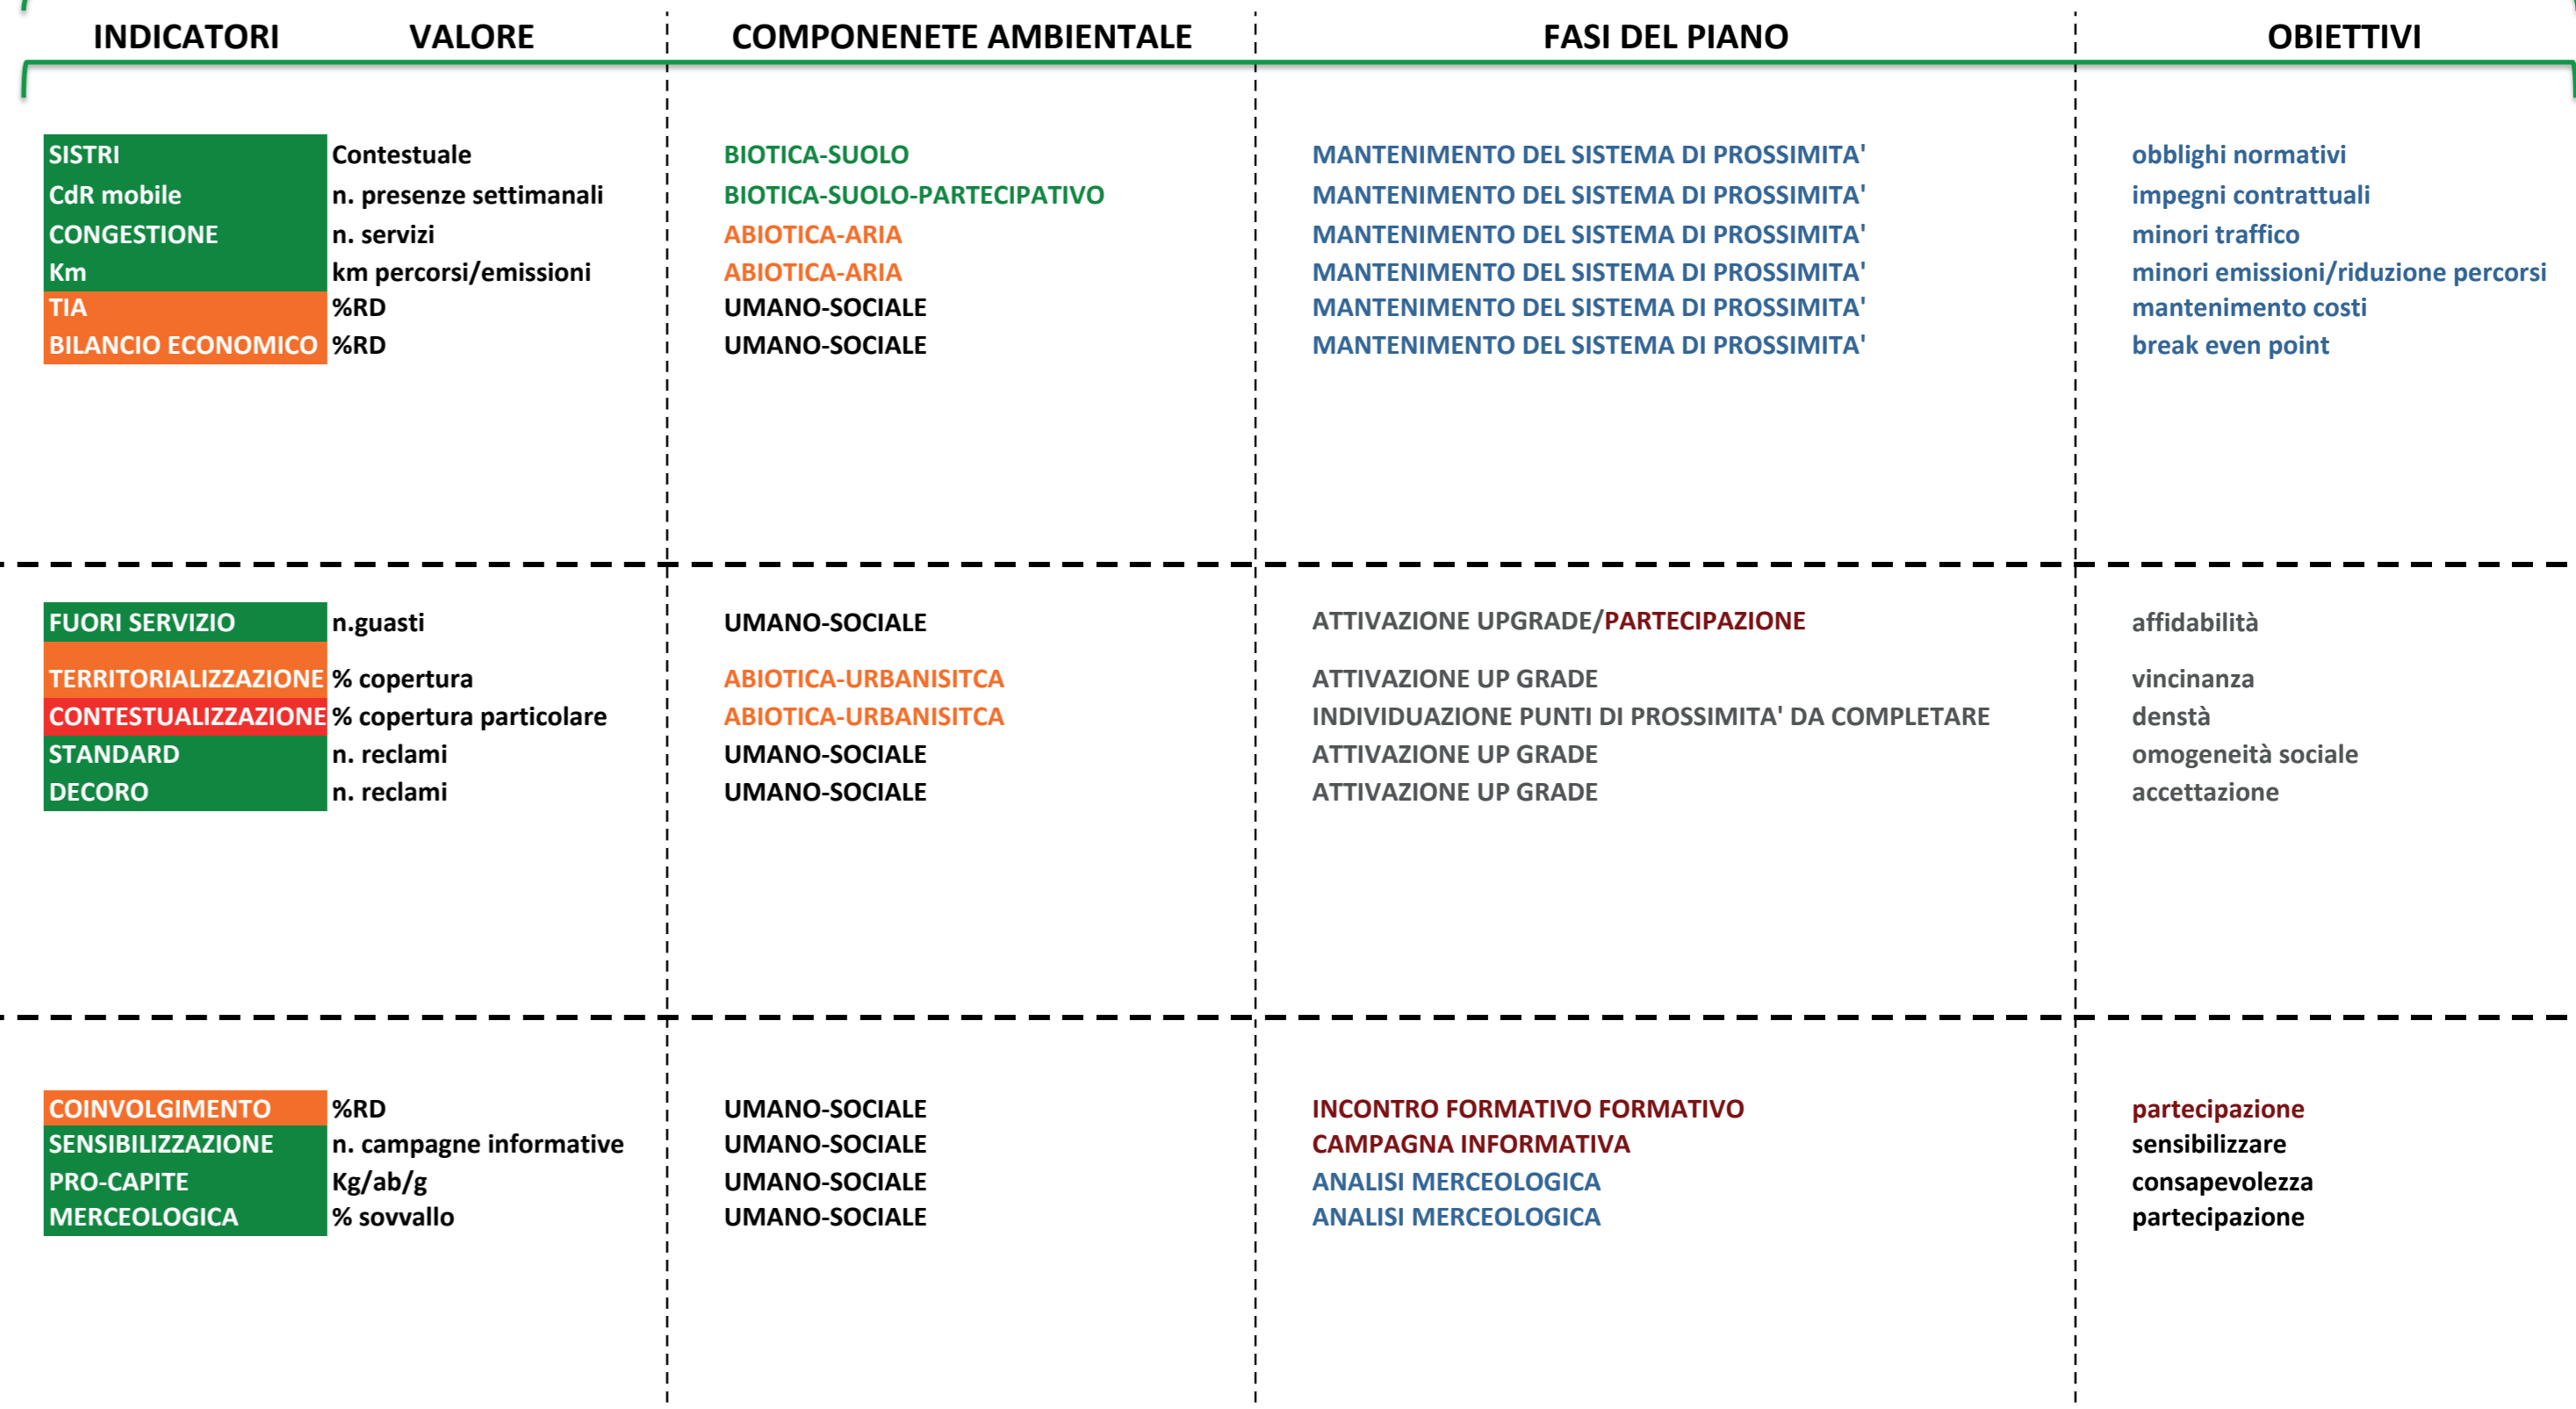 INDICATORI VALORE COMPONENETE AMBIENTALE FASI DEL PIANO OBIETTIVI
SISTRI Contestuale BIOTICA-SUOLO MANTENIMENTO DEL SISTEMA DI PROSSIMITA' obblighi normativi
CdR mobile n. presenze settimanali BIOTICA-SUOLO-PARTECIPATIVO MANTENIMENTO DEL SISTEMA DI PROSSIMITA' impegni contrattuali
CONGESTIONE n. servizi ABIOTICA-ARIA MANTENIMENTO DEL SISTEMA DI PROSSIMITA' minori traffico
Km km percorsi/emissioni ABIOTICA-ARIA MANTENIMENTO DEL SISTEMA DI PROSSIMITA' minori emissioni/riduzione percorsi
TIA %RD UMANO-SOCIALE MANTENIMENTO DEL SISTEMA DI PROSSIMITA' mantenimento costi
BILANCIO ECONOMICO %RD UMANO-SOCIALE MANTENIMENTO DEL SISTEMA DI PROSSIMITA' break even point
FUORI SERVIZIO n.guasti UMANO-SOCIALE ATTIVAZIONE UPGRADE/PARTECIPAZIONE affidabilità
TERRITORIALIZZAZIONE % copertura ABIOTICA-URBANISITCA ATTIVAZIONE UP GRADE vincinanza
CONTESTUALIZZAZIONE % copertura particolare ABIOTICA-URBANISITCA INDIVIDUAZIONE PUNTI DI PROSSIMITA' DA COMPLETARE denstà
STANDARD n. reclami UMANO-SOCIALE ATTIVAZIONE UP GRADE omogeneità sociale
DECORO n. reclami UMANO-SOCIALE ATTIVAZIONE UP GRADE accettazione
COINVOLGIMENTO %RD UMANO-SOCIALE INCONTRO FORMATIVO FORMATIVO partecipazione
SENSIBILIZZAZIONE n. campagne informative UMANO-SOCIALE CAMPAGNA INFORMATIVA sensibilizzare
PRO-CAPITE Kg/ab/g UMANO-SOCIALE ANALISI MERCEOLOGICA consapevolezza
MERCEOLOGICA % sovvallo UMANO-SOCIALE ANALISI MERCEOLOGICA partecipazione